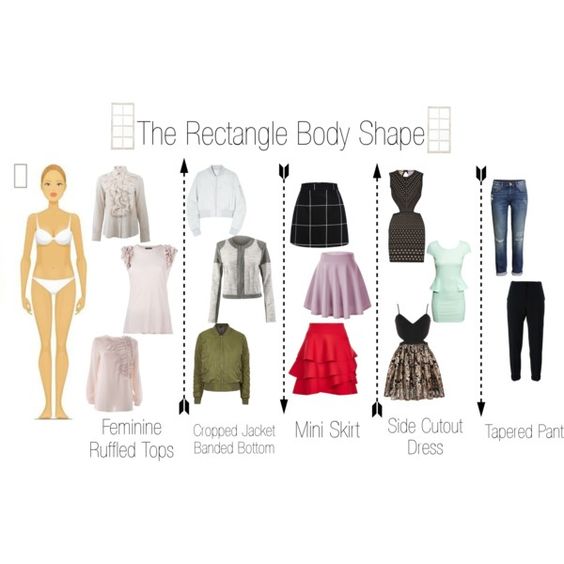 The Rectangle Body Shape
Feminine
Ruffled Tops
Cropped Jacket
Banded Bottom
Mini Skirt
Side Cutout
Dress
Tapered Pant